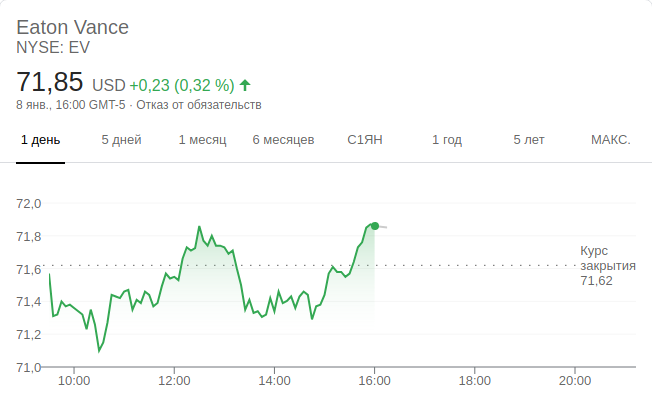 Eaton Vance
NYSE: EV
71,85 USD +0,23 (0,32 %)
8 янв., 16:00 GMT-5 · Отказ от обязательств
1 день 5 дней 1 месяц 6 месяцев С1ЯН 1 год 5 лет МАКС.
72,0
71,8
71,6
71,4
71,2
71,0
Курс
закрытия
71,62
10:00 12:00 14:00 16:00 18:00 20:00